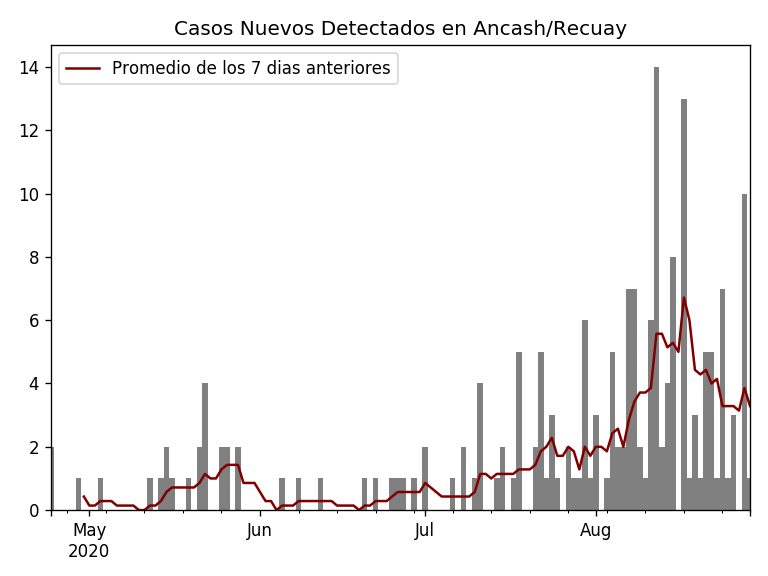 Casos Nuevos Detectados en Ancash/Recuay
Promedio de los 7 dias anteriores
14
12
10
8
6
4
2
0
May
2020
Jun
Jul
Aug